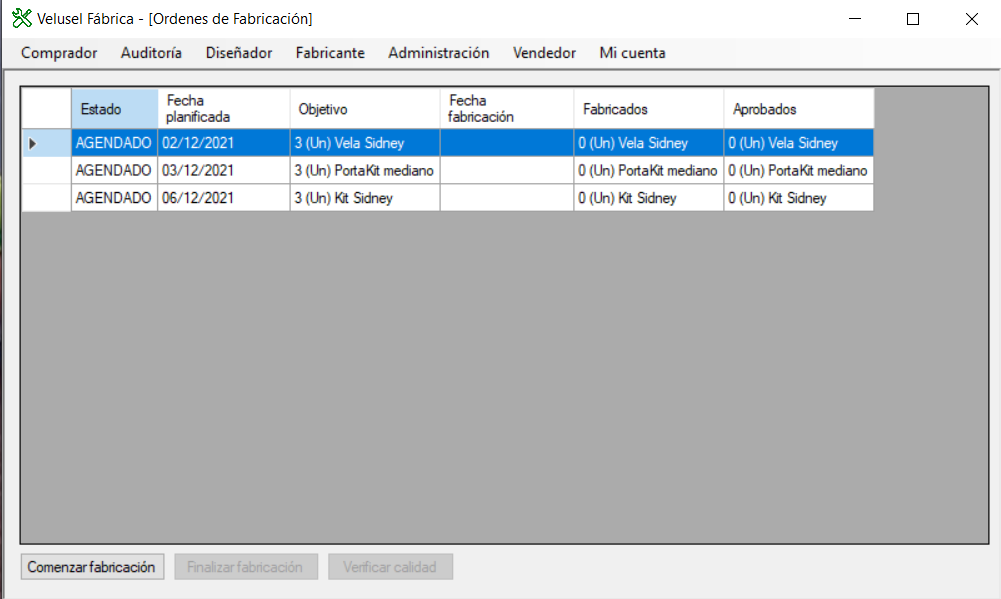 Velusel Fábrica - [Ordenes de Fabricación]
Comprador Auditoría Diseñador Fabricante Administración Vendedor Mi cuenta
Estado Fecha planificada Objetivo Fecha fabricación Fabricados Aprobados
AGENDADO 02/12/2021 3 (Un) Vela Sidney 0 (Un) Vela Sidney 0 (Un) Vela Sidney
AGENDADO 03/12/2021 3 (Un) PortaKit mediano 0 (Un) PortaKit mediano 0 (Un) PortaKit mediano
AGENDADO 06/12/2021 3 (Un) Kit Sidney 0 (Un) Kit Sidney 0 (Un) Kit Sidney
Comenzar fabricación Finalizar fabricación Verificar calidad